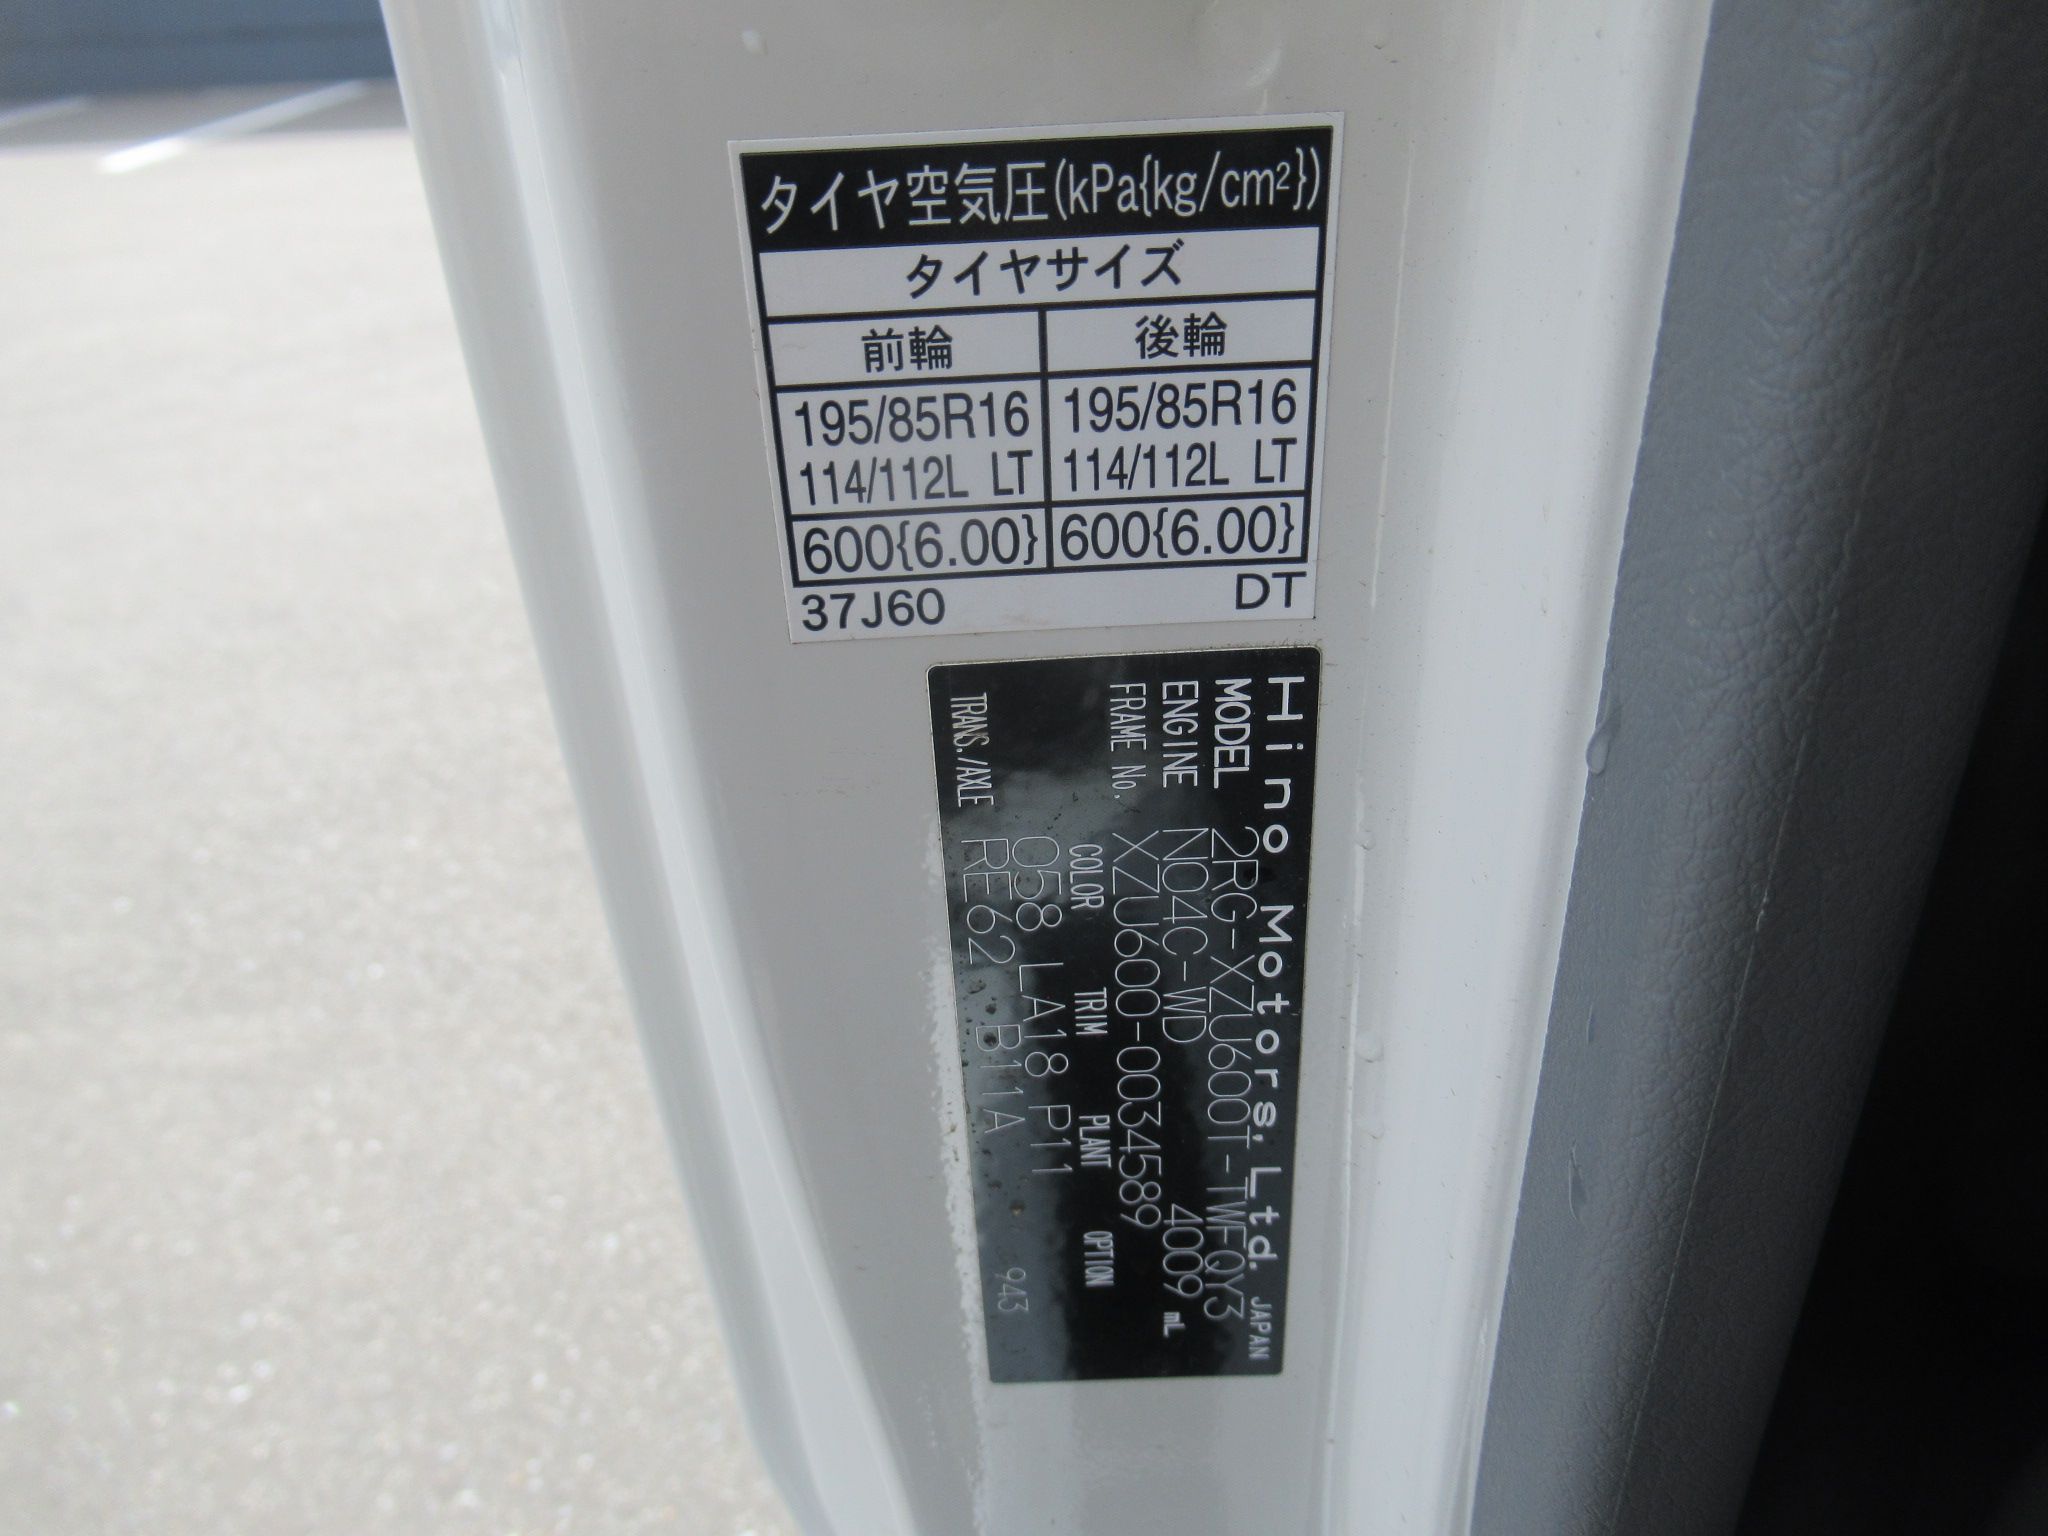 タイヤ空気圧(kPa{kg/cm²})
タイヤサイズ
前輪 後輪
195/85R16 195/85R16
114/112L LT 114/112L LT
600{6.00} 600{6.00}
37J60 DT
Hino Motors, Ltd. JAPAN
MODEL 2RG-XZU600T-TWFQY3
ENGINE N04C-WD 4009 mL
FRAME No. XZU600-0034589
COLOR TRIM PLANT OPTION
058 LA18 P11
TRANS./AXLE RE62 B11A 943